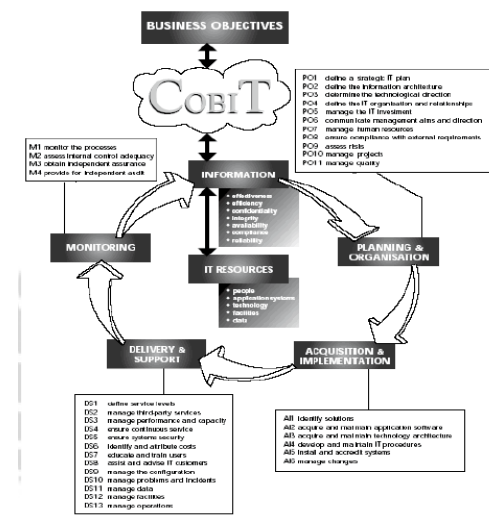 BUSINESS OBJECTIVES
COBIT
PO1 define a strategic IT plan
PO2 define the information architecture
PO3 determine the technological direction
PO4 define the IT organisation and relationships
PO5 manage the IT investment
PO6 communicate management aims and direction
PO7 manage human resources
PO8 ensure compliance with external requirements
PO9 assess risks
PO10 manage projects
PO11 manage quality
M1 monitor the processes
M2 assess internal control adequacy
M3 obtain independent assurance
M4 provide for independent audit
INFORMATION
• effectiveness
• efficiency
• confidentiality
• integrity
• availability
• compliance
• reliability
MONITORING
PLANNING &
ORGANISATION
IT RESOURCES
• people
• application systems
• technology
• facilities
• data
DELIVERY &
SUPPORT
ACQUISITION &
IMPLEMENTATION
DS1 define service levels
DS2 manage third-party services
DS3 manage performance and capacity
DS4 ensure continuous service
DS5 ensure systems security
DS6 identify and attribute costs
DS7 educate and train users
DS8 assist and advise IT customers
DS9 manage the configuration
DS10 manage problems and incidents
DS11 manage data
DS12 manage facilities
DS13 manage operations
AI1 identify solutions
AI2 acquire and maintain application software
AI3 acquire and maintain technology architecture
AI4 develop and maintain IT procedures
AI5 install and accredit systems
AI6 manage changes